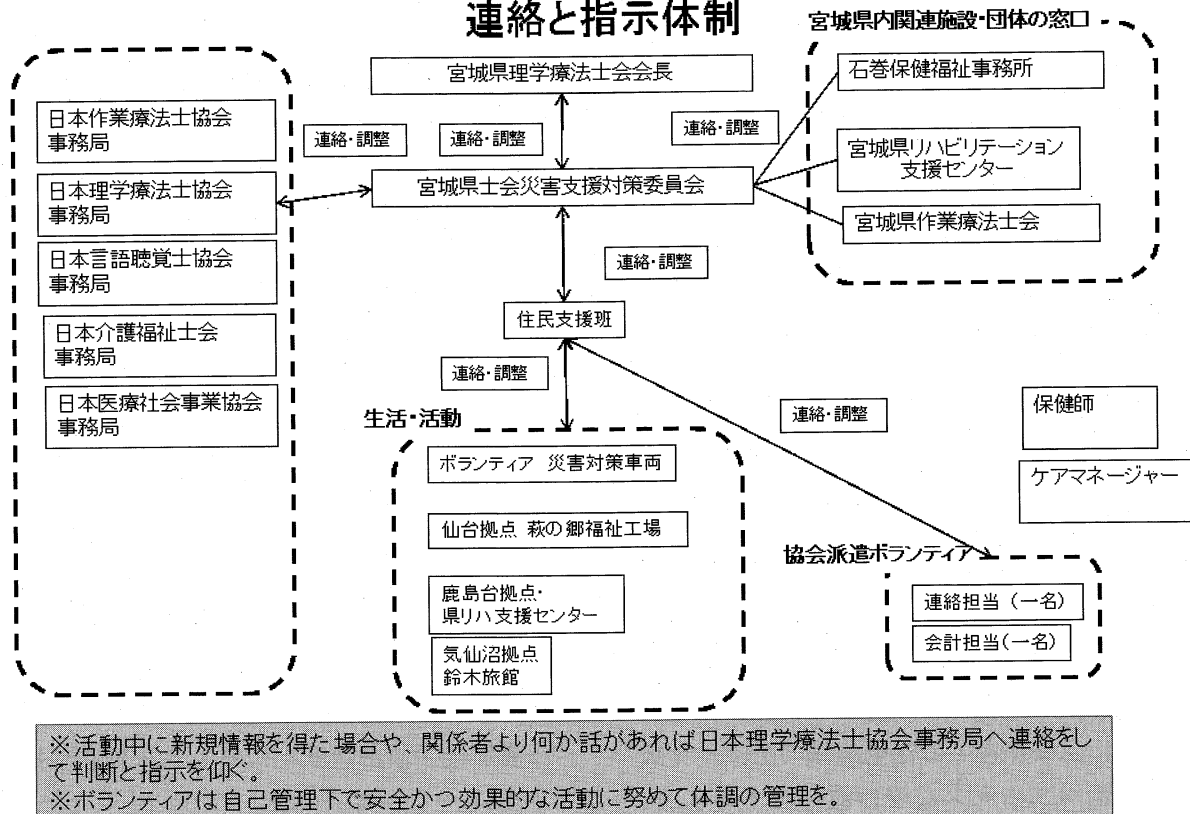 連絡と指示体制
宮城県内関連施設・団体の窓口
宮城県理学療法士会会長
石巻保健福祉事務所
日本作業療法士協会
事務局
連絡・調整
連絡・調整
連絡・調整
宮城県リハビリテーション
支援センター
日本理学療法士協会
事務局
宮城県士会災害支援対策委員会
宮城県作業療法士会
日本言語聴覚士協会
事務局
連絡・調整
日本介護福祉士会
事務局
住民支援班
連絡・調整
日本医療社会事業協会
事務局
生活・活動
連絡・調整
保健師
ボランティア 災害対策車両
ケアマネージャー
仙台拠点 萩の郷福祉工場
協会派遣ボランティア
鹿島台拠点・
県リハ支援センター
連絡担当(一名)
会計担当(一名)
気仙沼拠点
鈴木旅館
※活動中に新規情報を得た場合や、関係者より何か話があれば日本理学療法士協会事務局へ連絡をし
て判断と指示を仰ぐ。
※ボランティアは自己管理下で安全かつ効果的な活動に努めて体調の管理を。